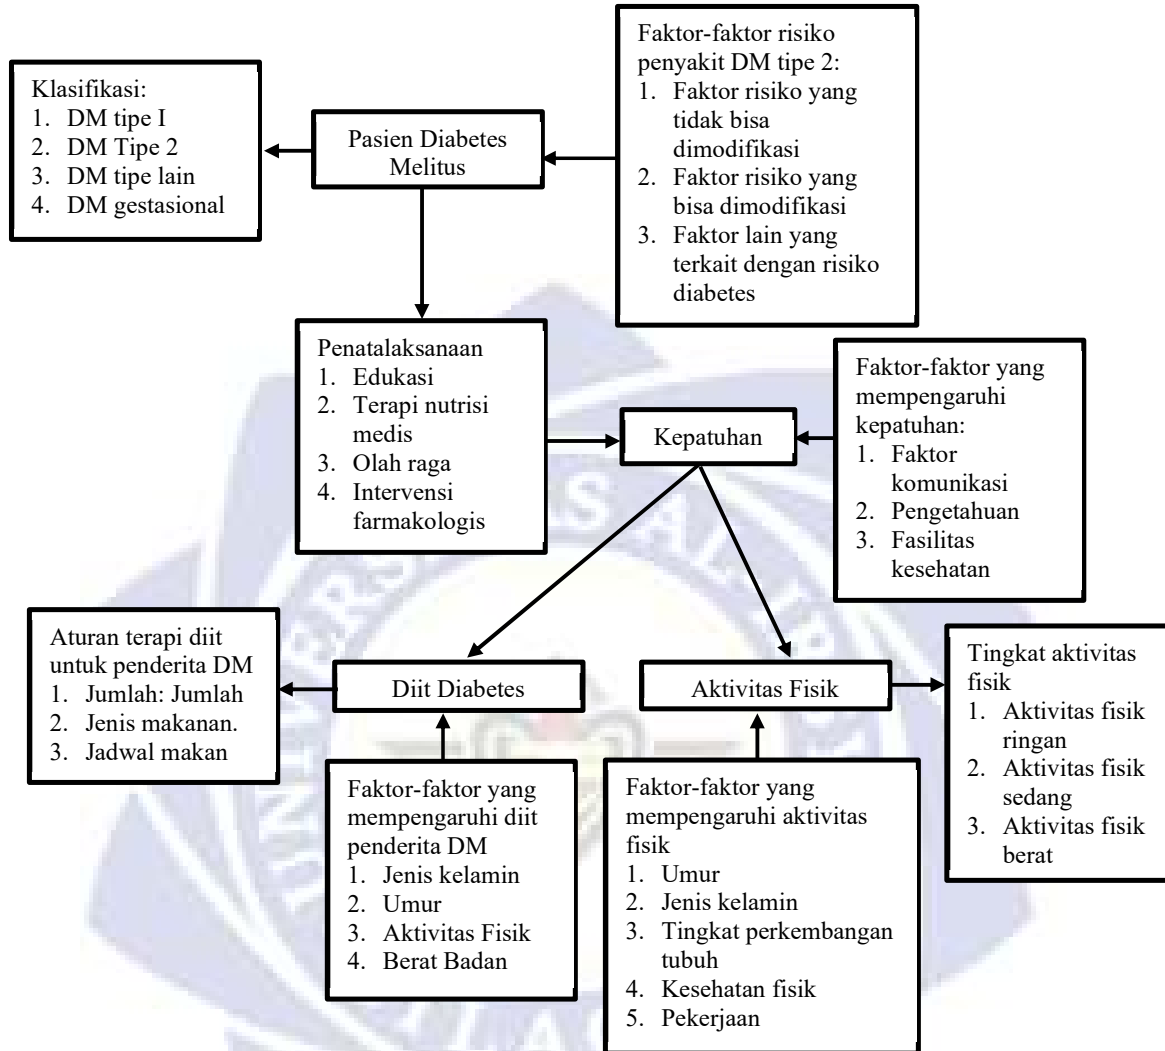 Klasifikasi:
1. DM tipe I
2. DM Tipe 2
3. DM tipe lain
4. DM gestasional
Pasien Diabetes
Melitus
Faktor-faktor risiko
penyakit DM tipe 2:
1. Faktor risiko yang
tidak bisa
dimodifikasi
2. Faktor risiko yang
bisa dimodifikasi
3. Faktor lain yang
terkait dengan risiko
diabetes
Penatalaksanaan
1. Edukasi
2. Terapi nutrisi
medis
3. Olah raga
4. Intervensi
farmakologis
Kepatuhan
Faktor-faktor yang
mempengaruhi
kepatuhan:
1. Faktor
komunikasi
2. Pengetahuan
3. Fasilitas
kesehatan
Aturan terapi diit
untuk penderita DM
1. Jumlah: Jumlah
2. Jenis makanan.
3. Jadwal makan
Diit Diabetes
Aktivitas Fisik
Tingkat aktivitas
fisik
1. Aktivitas fisik
ringan
2. Aktivitas fisik
sedang
3. Aktivitas fisik
berat
Faktor-faktor yang
mempengaruhi diit
penderita DM
1. Jenis kelamin
2. Umur
3. Aktivitas Fisik
4. Berat Badan
Faktor-faktor yang
mempengaruhi aktivitas
fisik
1. Umur
2. Jenis kelamin
3. Tingkat perkembangan
tubuh
4. Kesehatan fisik
5. Pekerjaan